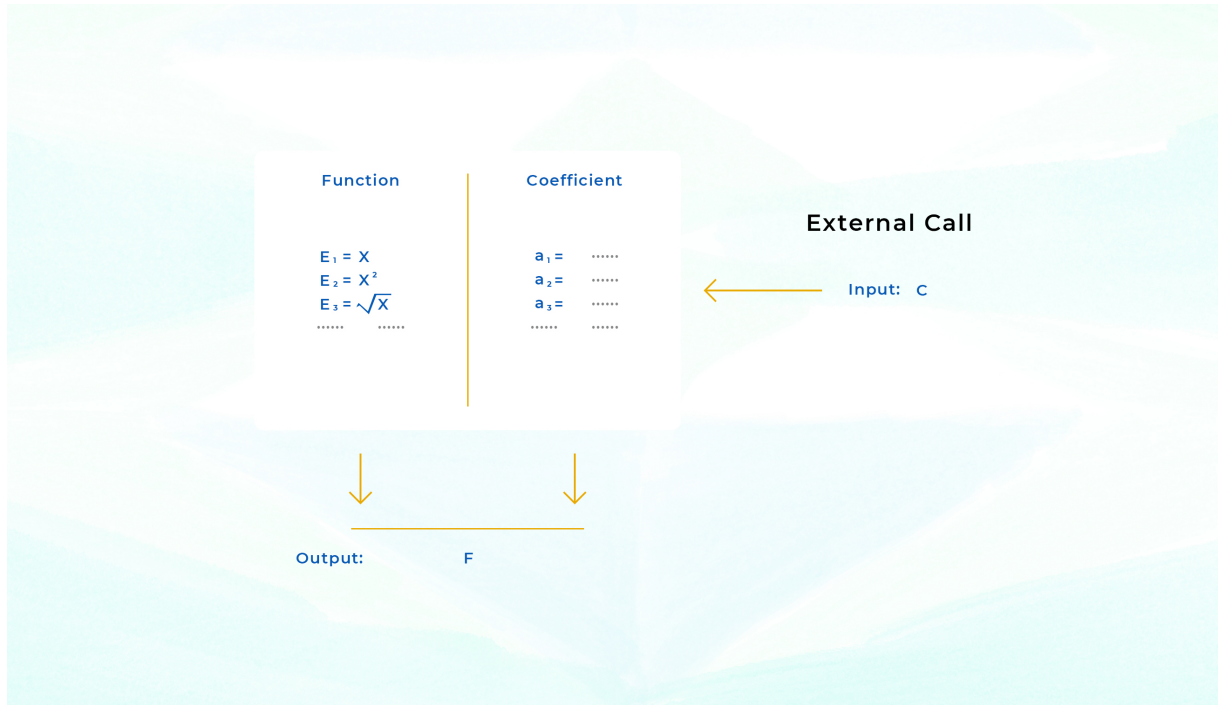 Function
Coefficient
External Call
E₁ = X
a₁ = ......
E₂ = X²
a₂ = ......
E₃ = √X
a₃ = ......
...... ......
...... ......
Input: C
Output: F